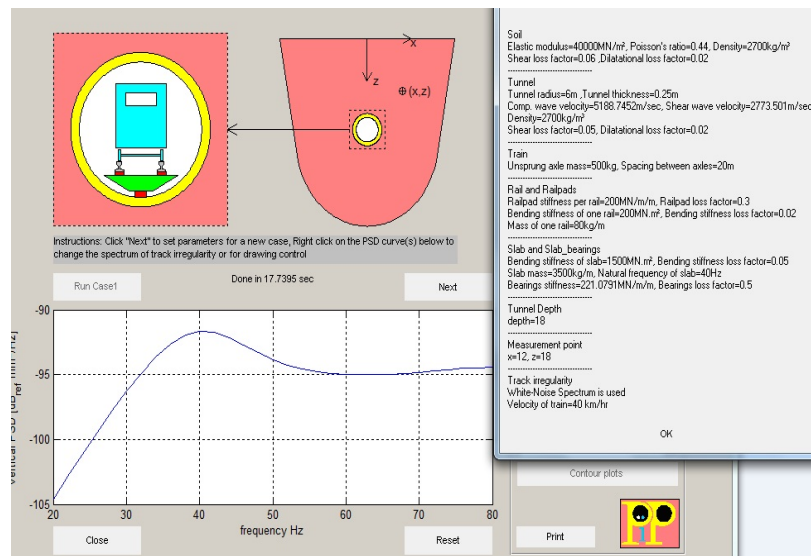 x
z
⊕ (x,z)
Instructions: Click "Next" to set parameters for a new case, Right click on the PSD curve(s) below to
change the spectrum of track irregularity or for drawing control
Run Case1
Done in 17.7395 sec
Next
-90
-95
-100
-105
20 30 40 50 60 70 80
frequency Hz
Close
Reset
Soil
Elastic modulus=40000MN/m², Poisson's ratio=0.44, Density=2700kg/m³
Shear loss factor=0.06 ,Dilatational loss factor=0.02
Tunnel
Tunnel radius=6m ,Tunnel thickness=0.25m
Comp. wave velocity=5188.7452m/sec, Shear wave velocity=2773.501m/sec
Density=2700kg/m³
Shear loss factor=0.05, Dilatational loss factor=0.02
Train
Unsprung axle mass=500kg, Spacing between axles=20m
Rail and Railpads
Railpad stiffness per rail=200MN/m/m, Railpad loss factor=0.3
Bending stiffness of one rail=200MN.m², Bending stiffness loss factor=0.02
Mass of one rail=80kg/m
Slab and Slab_bearings
Bending stiffness of slab=1500MN.m², Bending stiffness loss factor=0.05
Slab mass=3500kg/m, Natural frequency of slab=40Hz
Bearings stiffness=221.0791MN/m/m, Bearings loss factor=0.5
Tunnel Depth
depth=18
Measurement point
x=12, z=18
Track irregularity
White-Noise Spectrum is used
Velocity of train=40 km/hr
OK
Contour plots
Print
PiP